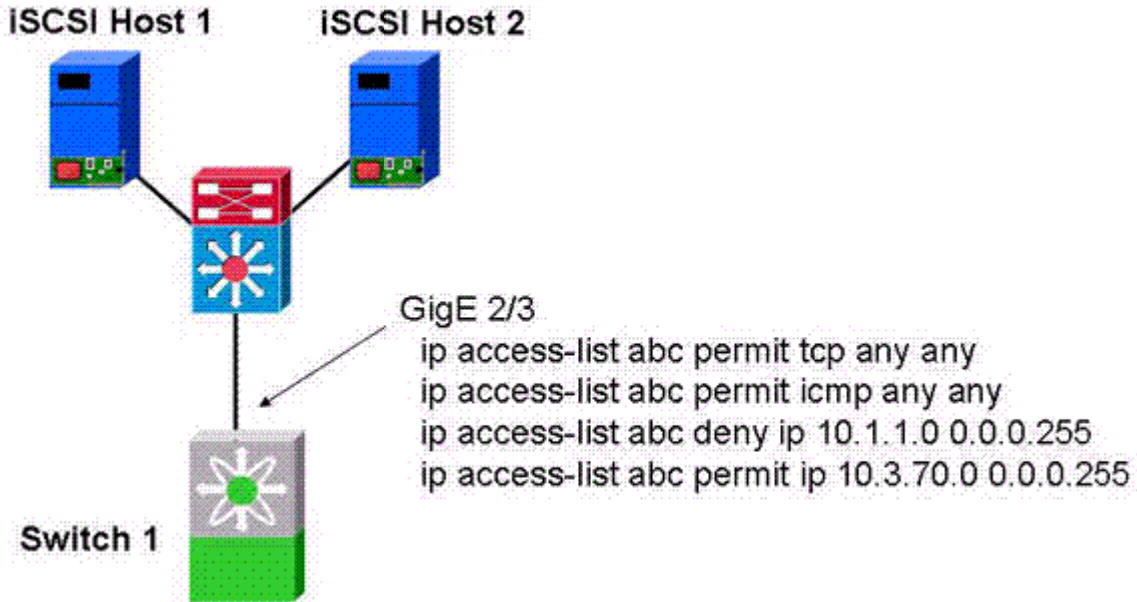 iSCSI Host 1
iSCSI Host 2
GigE 2/3
ip access-list abc permit tcp any any
ip access-list abc permit icmp any any
ip access-list abc deny ip 10.1.1.0 0.0.0.255
ip access-list abc permit ip 10.3.70.0 0.0.0.255
Switch 1